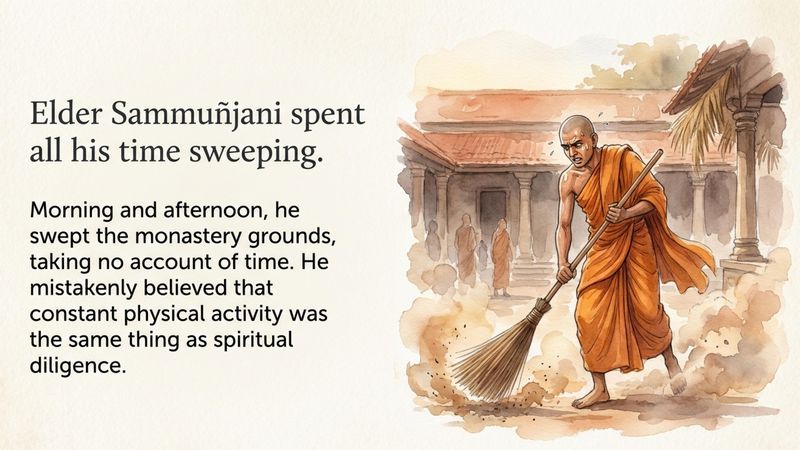 Elder Sammuñjani spent
all his time sweeping.
Morning and afternoon, he
swept the monastery grounds,
taking no account of time. He
mistakenly believed that
constant physical activity was
the same thing as spiritual
diligence.